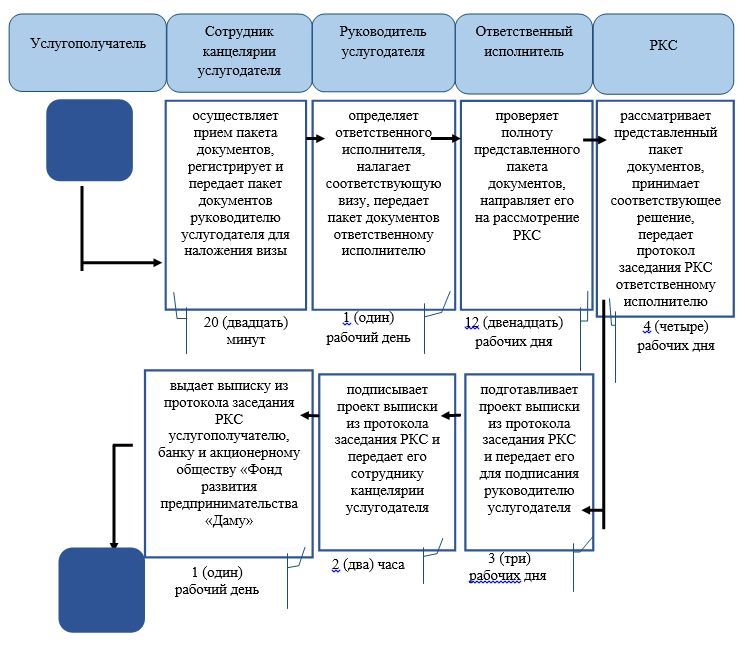 Услугополучатель
Сотрудник
канцелярии
услугодателя
Руководитель
услугодателя
Ответственный
исполнитель
РКС
осуществляет
прием пакета
документов,
регистрирует и
передает пакет
документов
руководителю
услугодателя для
наложения визы
определяет
ответственного
исполнителя,
налагает
соответствующую
визу, передает
пакет документов
ответственному
исполнителю
проверяет
полноту
представленного
пакета
документов,
направляет его
на рассмотрение
РКС
рассматривает
представленный
пакет
документов,
принимает
соответствующее
решение,
передает
протокол
заседания РКС
ответственному
исполнителю
20 (двадцать)
минут
1 (один)
рабочий день
12 (двенадцать)
рабочих дня
4 (четыре)
рабочих дня
выдает выписку из
протокола заседания
РКС
услугополучателю,
банку и акционерному
обществу «Фонд
развития
предпринимательства
«Даму»
подписывает
проект выписки
из протокола
заседания РКС и
передает его
сотруднику
канцелярии
услугодателя
подготавливает
проект выписки
из протокола
заседания РКС
и передает его
для подписания
руководителю
услугодателя
1 (один)
рабочий день
2 (два) часа
3 (три)
рабочих дня